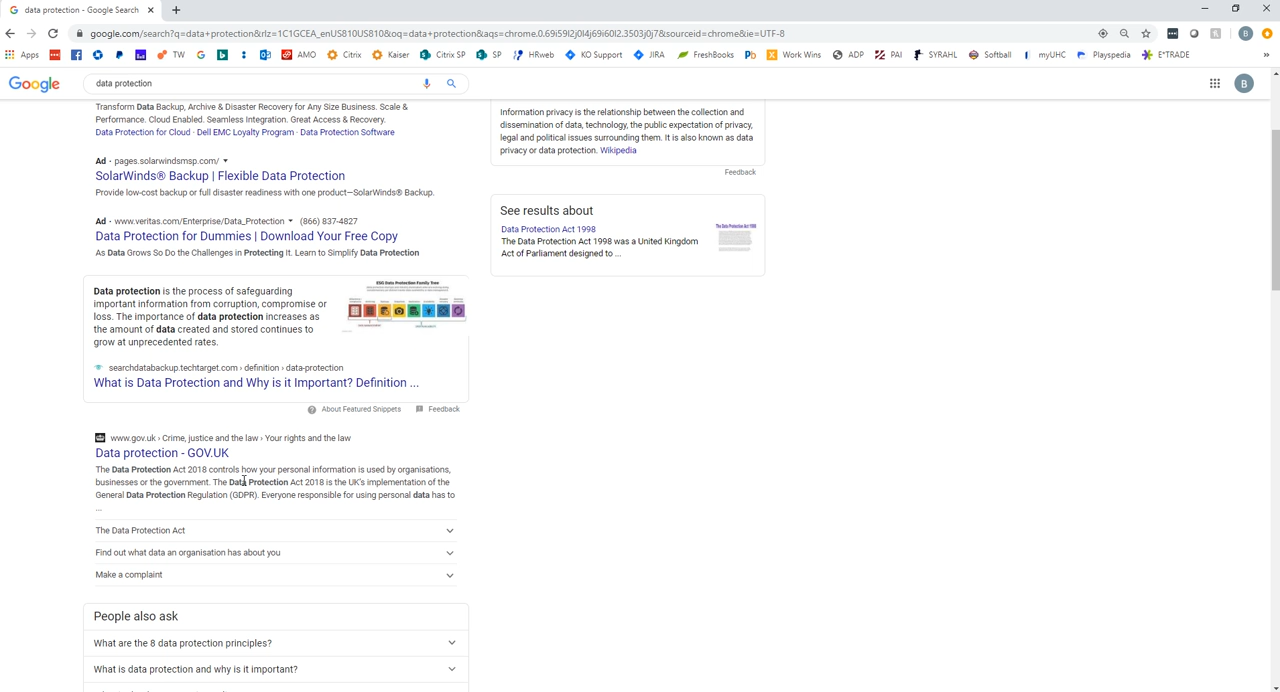 data protection - Google Search
google.com/search?q=data+protection&rlz=1C1GCEA_enUS810US810&oq=data+protection&aqs=chrome.0.69i59l2j0l4j69i60l2.3503j0j7&sourceid=chrome&ie=UTF-8
Apps TW AMO Citrix Kaiser Citrix SP SP HRweb KO Support JIRA FreshBooks Work Wins ADP PAI SYRAHL Softball myUHC Playspedia E*TRADE
Google data protection B
Transform Data Backup, Archive & Disaster Recovery for Any Size Business. Scale &
Performance. Cloud Enabled. Seamless Integration. Great Access & Recovery.
Data Protection for Cloud · Dell EMC Loyalty Program · Data Protection Software
Ad · pages.solarwindsmsp.com/
SolarWinds® Backup | Flexible Data Protection
Provide low-cost backup or full disaster readiness with one product—SolarWinds® Backup.
Ad · www.veritas.com/Enterprise/Data_Protection (866) 837-4827
Data Protection for Dummies | Download Your Free Copy
As Data Grows So Do the Challenges in Protecting It. Learn to Simplify Data Protection
Data protection is the process of safeguarding
important information from corruption, compromise or
loss. The importance of data protection increases as
the amount of data created and stored continues to
grow at unprecedented rates.
ESG Data Protection Family Tree
searchdatabackup.techtarget.com › definition › data-protection
What is Data Protection and Why is it Important? Definition ...
About Featured Snippets Feedback
www.gov.uk › Crime, justice and the law › Your rights and the law
Data protection - GOV.UK
The Data Protection Act 2018 controls how your personal information is used by organisations,
businesses or the government. The Data Protection Act 2018 is the UK's implementation of the
General Data Protection Regulation (GDPR). Everyone responsible for using personal data has to
...
The Data Protection Act
Find out what data an organisation has about you
Make a complaint
People also ask
What are the 8 data protection principles?
What is data protection and why is it important?
Information privacy is the relationship between the collection and
dissemination of data, technology, the public expectation of privacy,
legal and political issues surrounding them. It is also known as data
privacy or data protection. Wikipedia
Feedback
See results about
Data Protection Act 1998
The Data Protection Act 1998 was a United Kingdom
Act of Parliament designed to ...
The Data Protection Act 1998